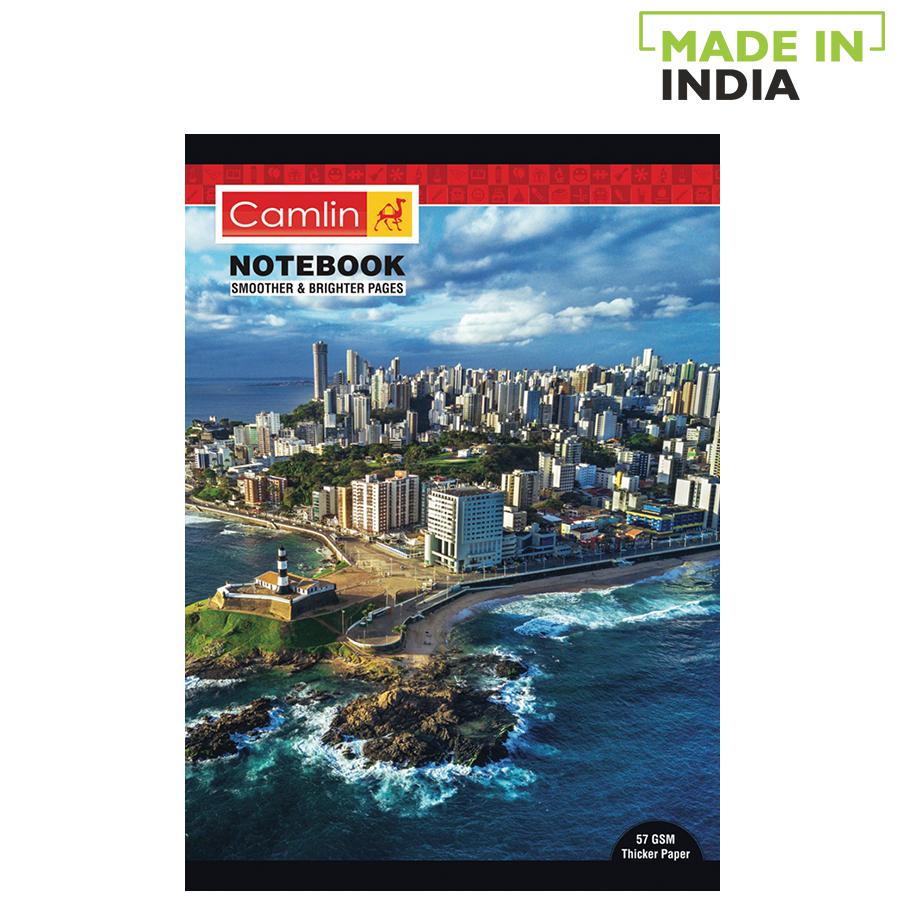 MADE IN
INDIA
Camlin
NOTEBOOK
SMOOTHER & BRIGHTER PAGES
57 GSM
Thicker Paper